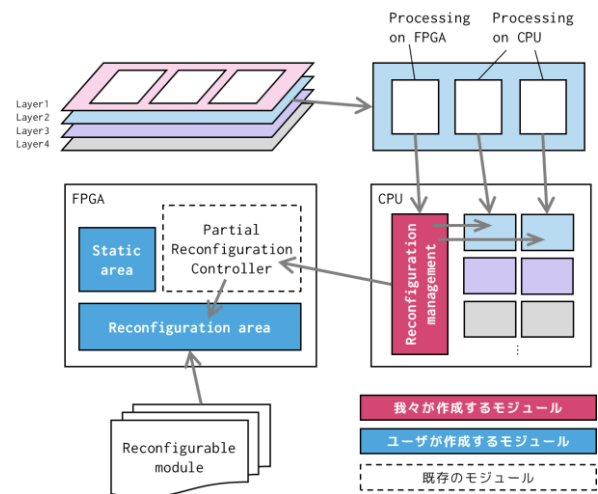 Processing
on FPGA
Processing
on CPU
Layer1
Layer2
Layer3
Layer4
FPGA
Static
area
Partial
Reconfiguration
Controller
Reconfiguration area
Reconfigurable
module
CPU
Reconfiguration
management
⋮
我々が作成するモジュール
ユーザが作成するモジュール
既存のモジュール